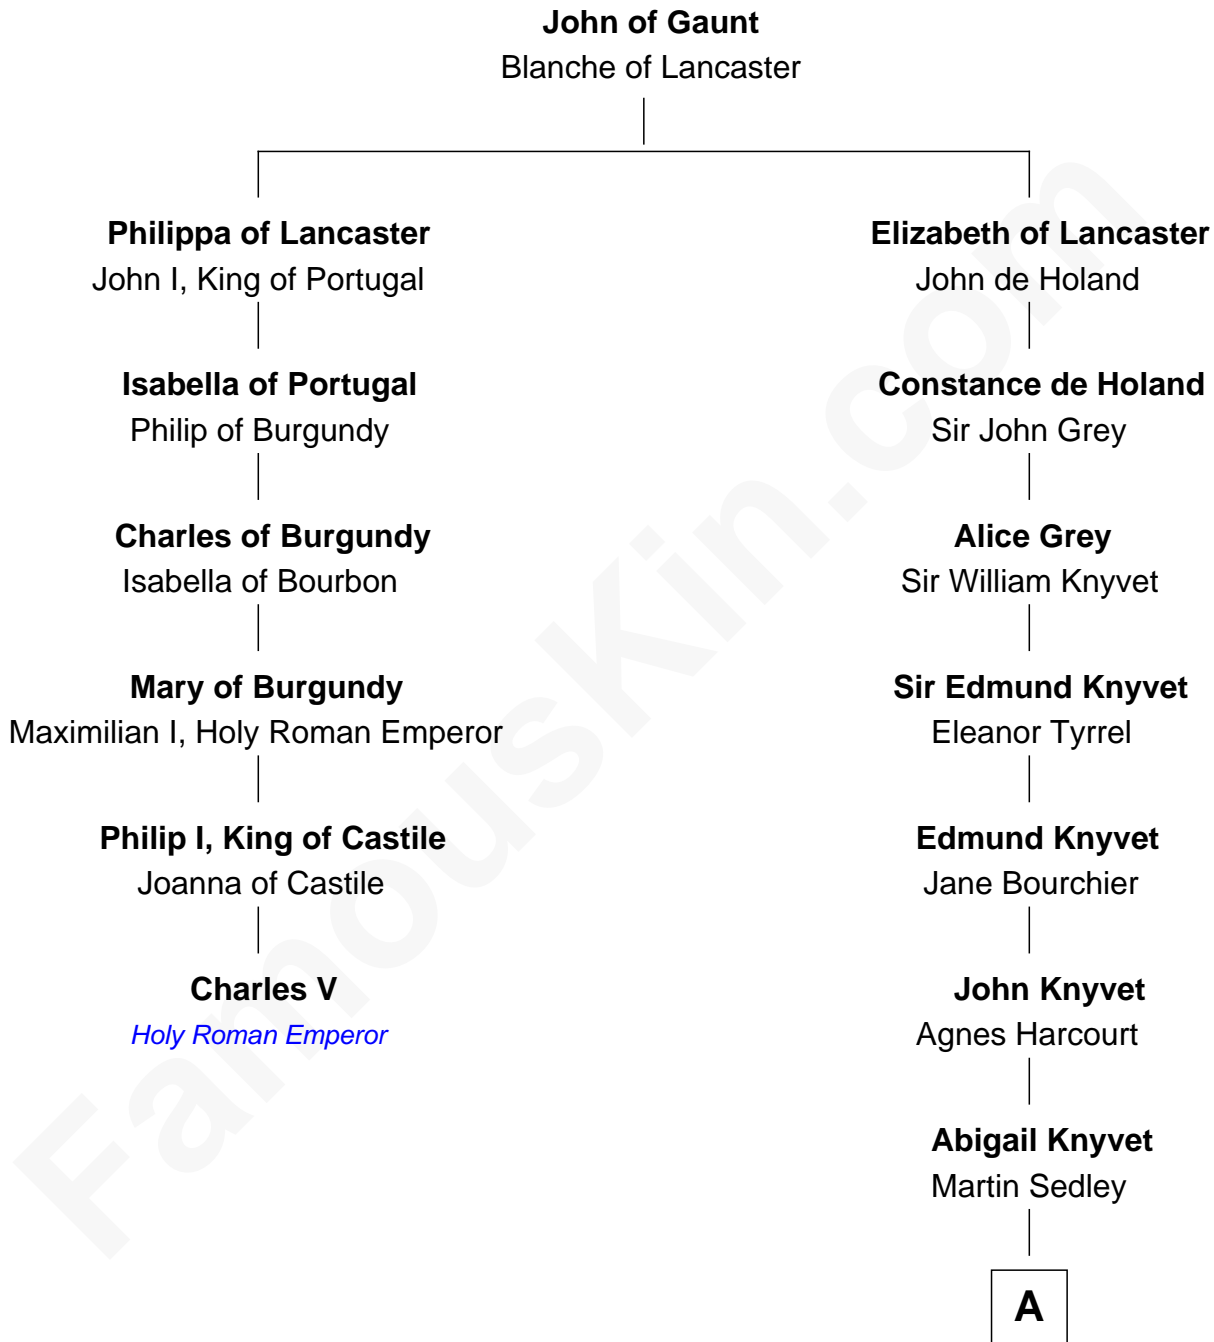 John of Gaunt
Blanche of Lancaster
Philippa of Lancaster
John I, King of Portugal
Elizabeth of Lancaster
John de Holand
Isabella of Portugal
Philip of Burgundy
Constance de Holand
Sir John Grey
Charles of Burgundy
Isabella of Bourbon
Alice Grey
Sir William Knyvet
Mary of Burgundy
Maximilian I, Holy Roman Emperor
Sir Edmund Knyvet
Eleanor Tyrrel
Philip I, King of Castile
Joanna of Castile
Edmund Knyvet
Jane Bourchier
Charles V
Holy Roman Emperor
John Knyvet
Agnes Harcourt
Abigail Knyvet
Martin Sedley
A
FamousKin.com